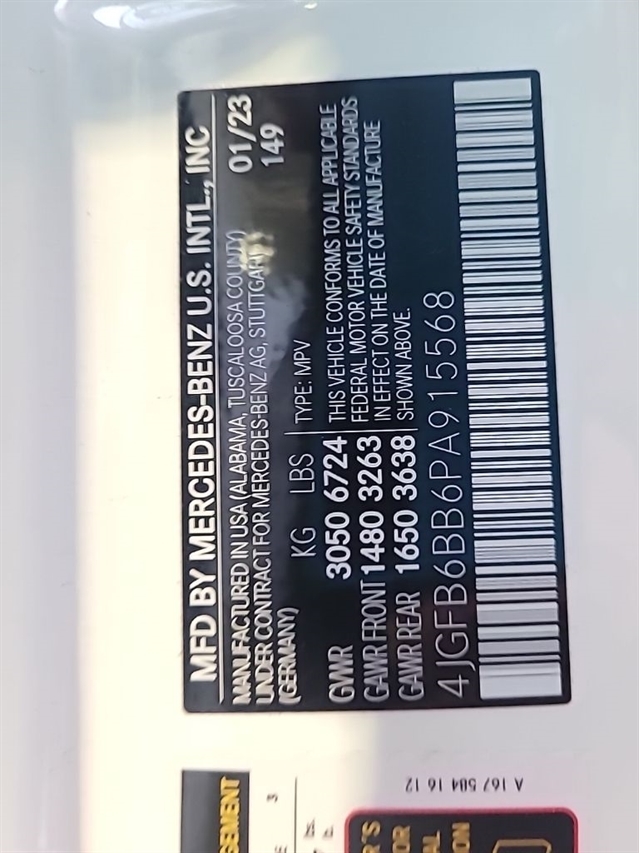 MFD BY MERCEDES-BENZ U.S. INTL., INC
MANUFACTURED IN USA (ALABAMA, TUSCALOOSA COUNTY) 01/23
UNDER CONTRACT FOR MERCEDES-BENZ AG, STUTTGART 149
(GERMANY)
KG LBS TYPE: MPV
GVWR 3050 6724 THIS VEHICLE CONFORMS TO ALL APPLICABLE
FEDERAL MOTOR VEHICLE SAFETY STANDARDS
GAWR FRONT 1480 3263 IN EFFECT ON THE DATE OF MANUFACTURE
GAWR REAR 1650 3638 SHOWN ABOVE.
4JGFB6BB6PA915568
A 167 584 16 12
3